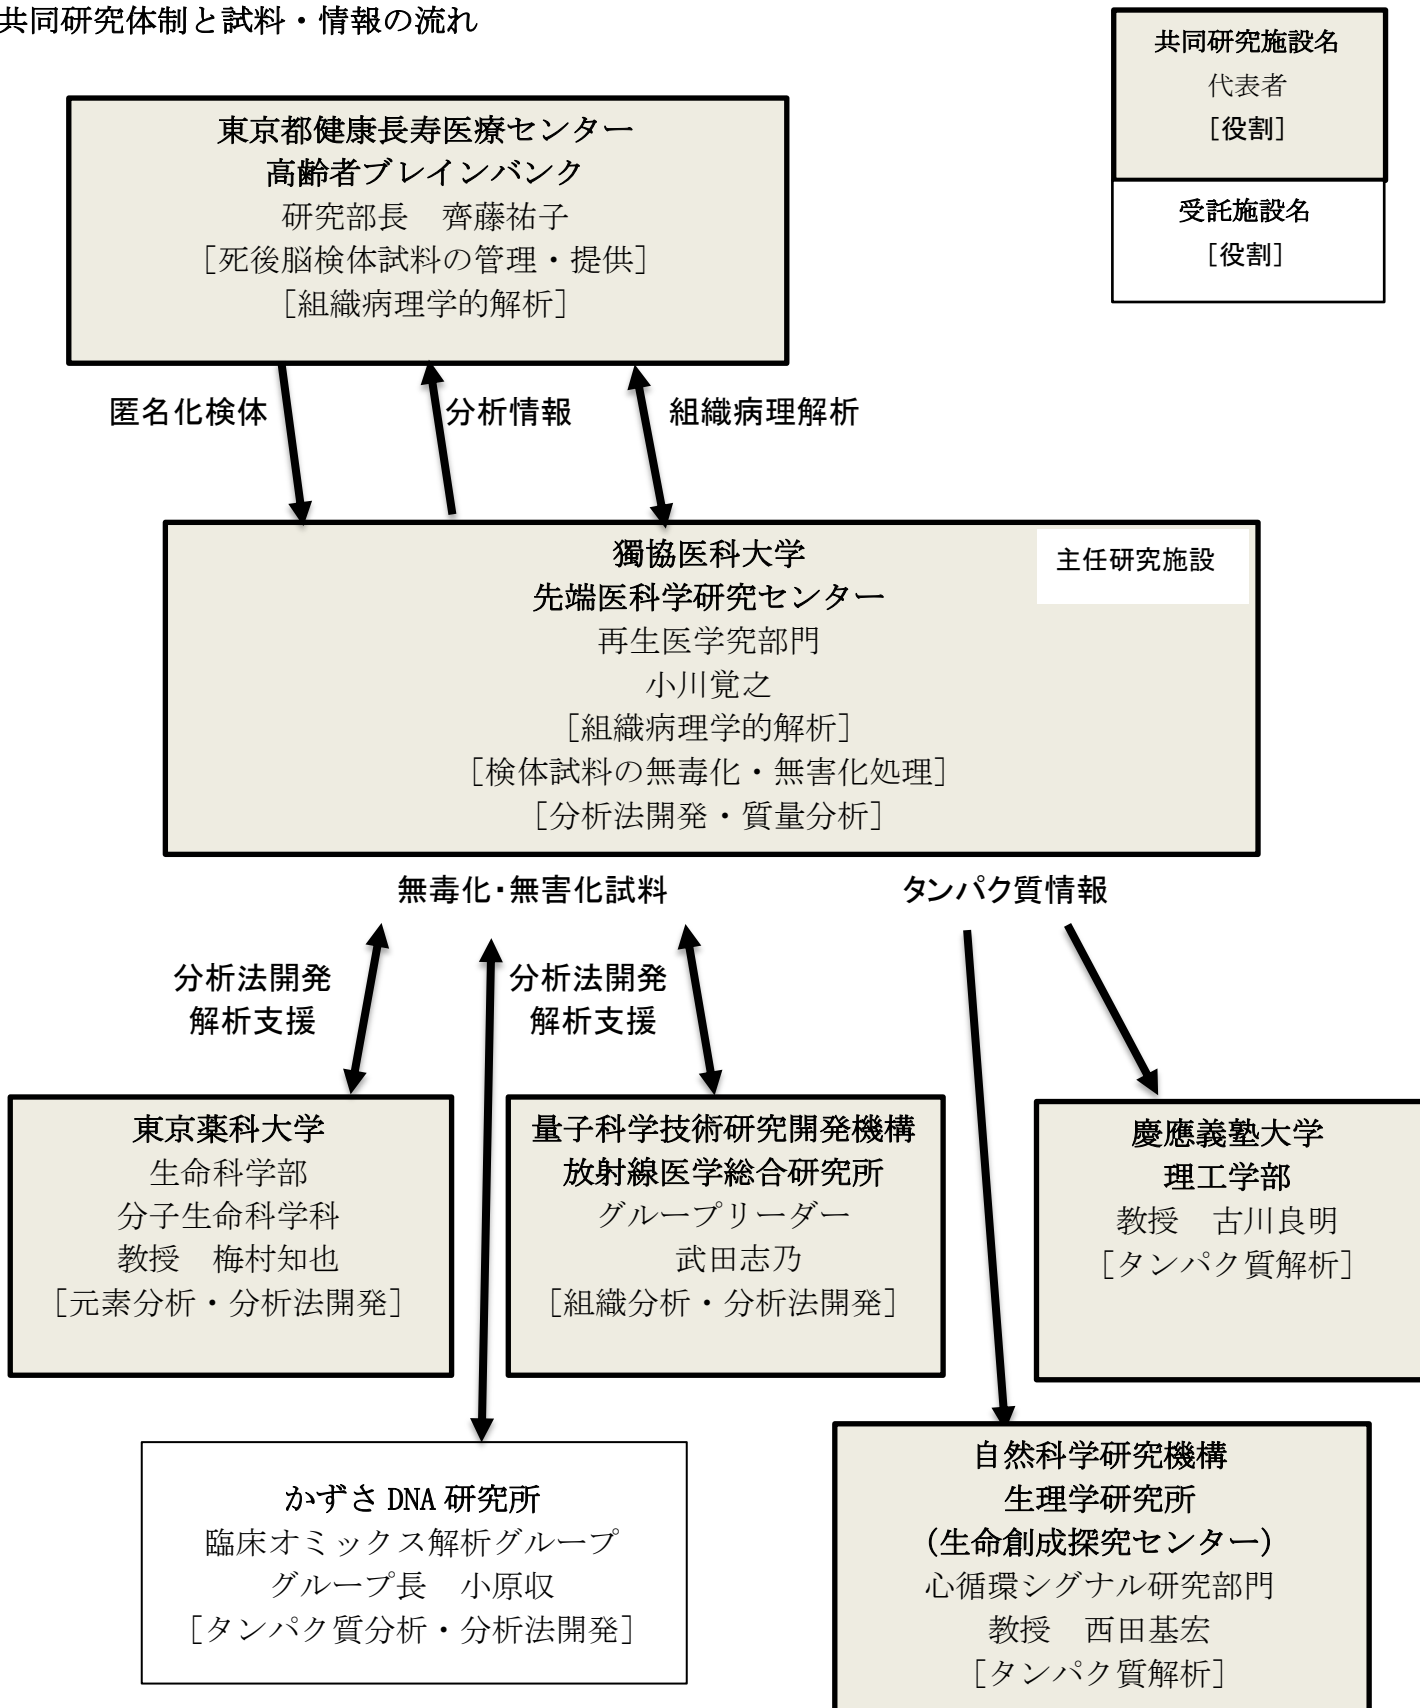 共同研究体制と試料・情報の流れ
共同研究施設名
代表者
[役割]
受託施設名
[役割]
東京都健康長寿医療センター
高齢者ブレインバンク
研究部長　齊藤祐子
[死後脳検体試料の管理・提供]
[組織病理学的解析]
匿名化検体
分析情報
組織病理解析
獨協医科大学
先端医科学研究センター
再生医学究部門
小川覚之
[組織病理学的解析]
[検体試料の無毒化・無害化処理]
[分析法開発・質量分析]
主任研究施設
無毒化・無害化試料
タンパク質情報
分析法開発
解析支援
分析法開発
解析支援
東京薬科大学
生命科学部
分子生命科学科
教授　梅村知也
[元素分析・分析法開発]
量子科学技術研究開発機構
放射線医学総合研究所
グループリーダー
武田志乃
[組織分析・分析法開発]
慶應義塾大学
理工学部
教授　古川良明
[タンパク質解析]
かずさ DNA 研究所
臨床オミックス解析グループ
グループ長　小原収
[タンパク質分析・分析法開発]
自然科学研究機構
生理学研究所
(生命創成探究センター)
心循環シグナル研究部門
教授　西田基宏
[タンパク質解析]